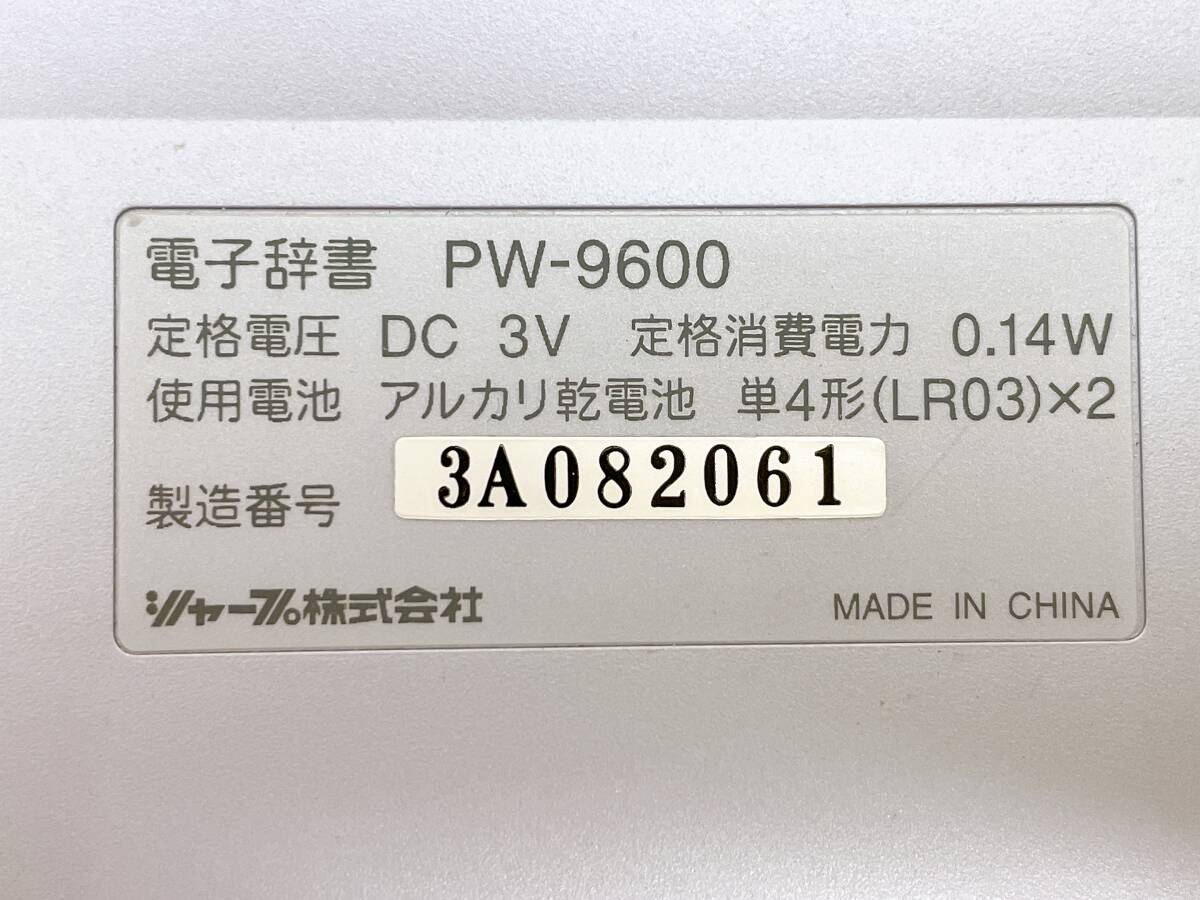 電子辞書 PW-9600
定格電圧 DC 3V 定格消費電力 0.14W
使用電池 アルカリ乾電池 単4形(LR03)×2
製造番号 3A082061
シャープ株式会社 MADE IN CHINA